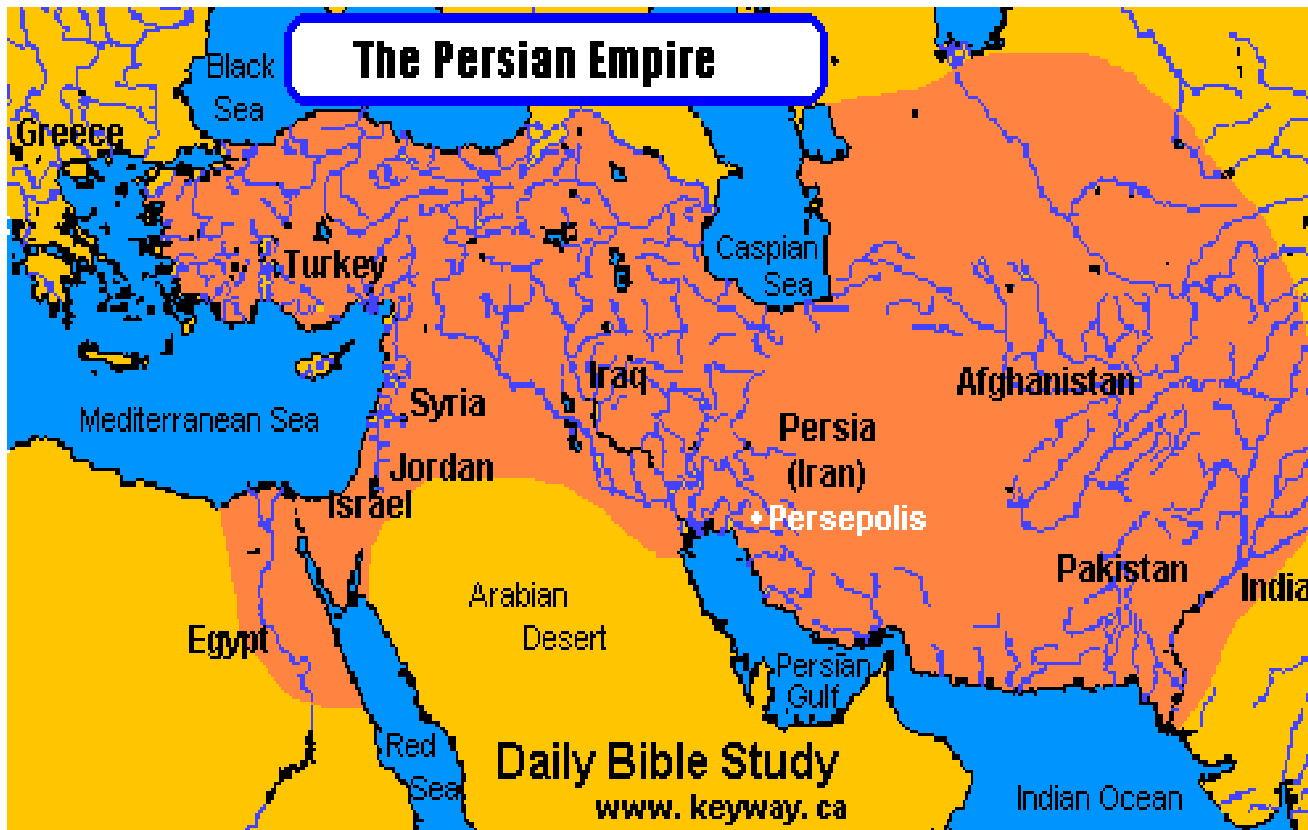 The Persian Empire
Black
Sea
Greece
Caspian
Sea
Turkey
Iraq
Afghanistan
Syria
Mediterranean Sea
Persia
(Iran)
Jordan
Israel
Persepolis
Pakistan
India
Arabian
Desert
Egypt
Persian
Gulf
Red
Sea
Daily Bible Study
www.keyway.ca
Indian Ocean